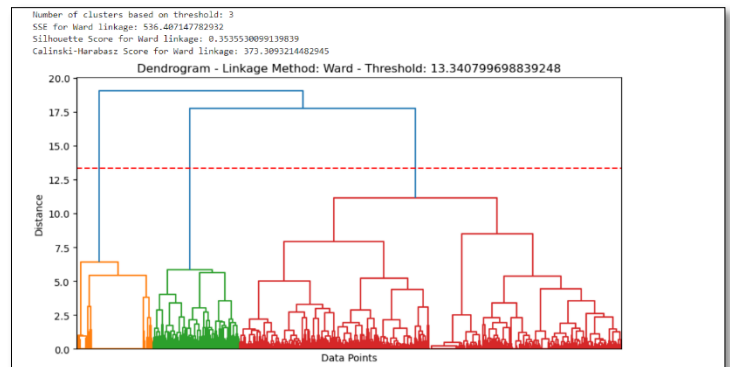 Number of clusters based on threshold: 3
SSE for Ward linkage: 536.407147782932
Silhouette Score for Ward linkage: 0.3535530099139839
Calinski-Harabasz Score for Ward linkage: 373.3093214482945
Dendrogram - Linkage Method: Ward - Threshold: 13.340799698839248
20.0
17.5
15.0
12.5
10.0
7.5
5.0
2.5
0.0
Distance
Data Points